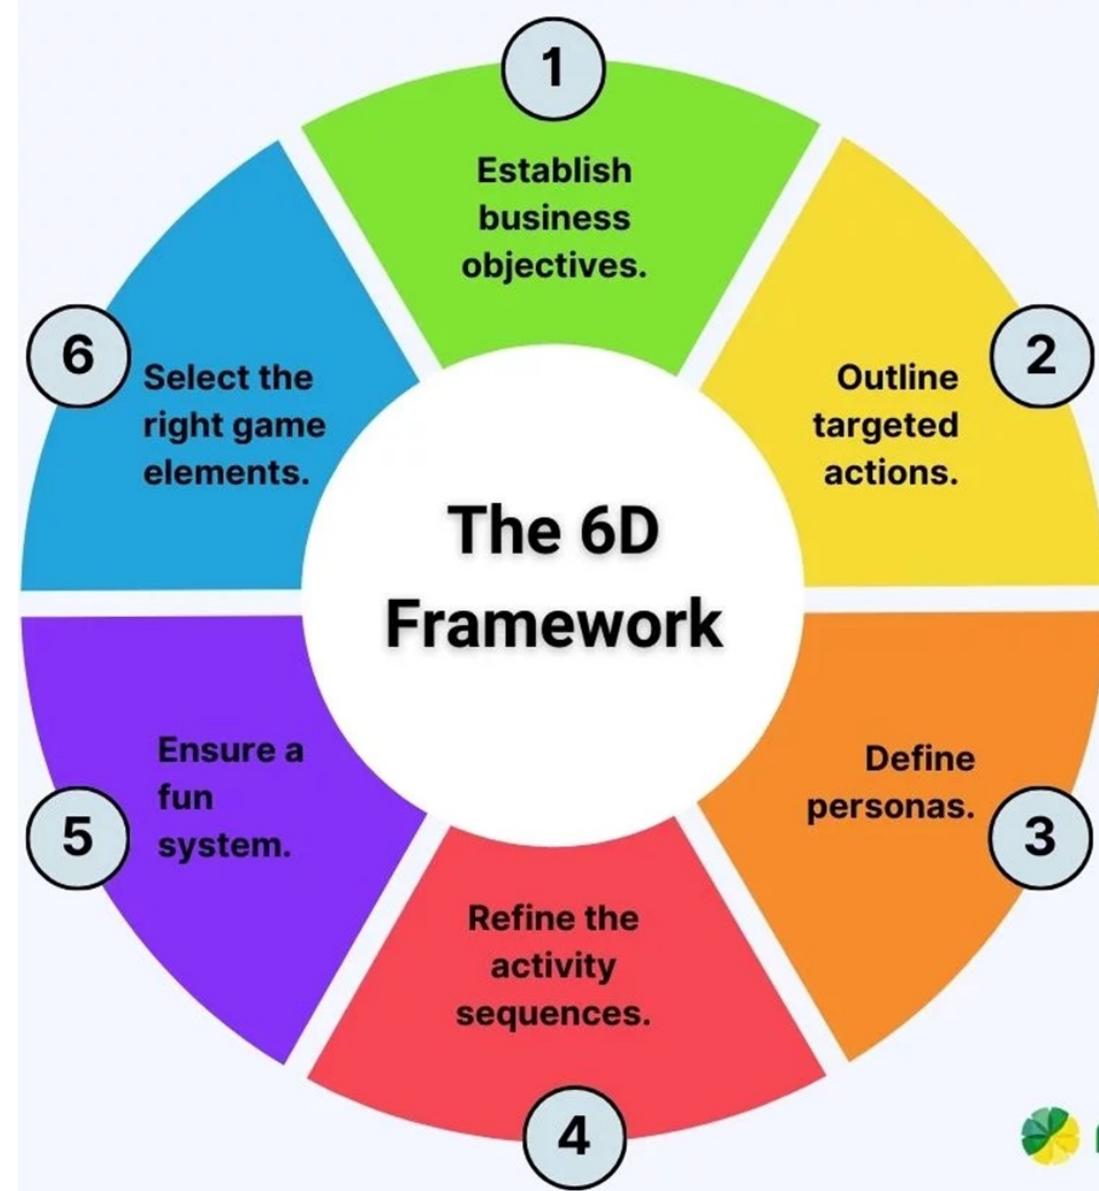 1
Establish
business
objectives.
2
Outline
targeted
actions.
3
Define
personas.
4
Refine the
activity
sequences.
5
Ensure a
fun
system.
6
Select the
right game
elements.
The 6D
Framework